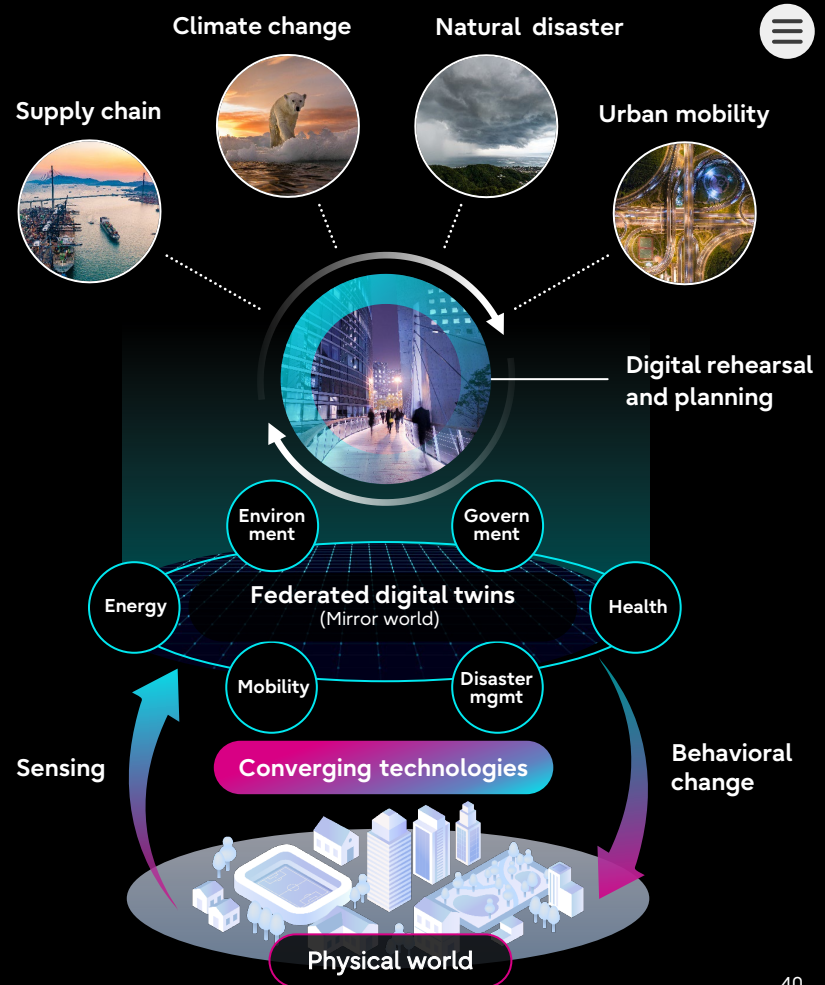 Climate change
Natural disaster
Supply chain
Urban mobility
Digital rehearsal
and planning
Environ
ment
Govern
ment
Energy
Federated digital twins
(Mirror world)
Health
Mobility
Disaster
mgmt
Sensing
Converging technologies
Behavioral
change
Physical world
40